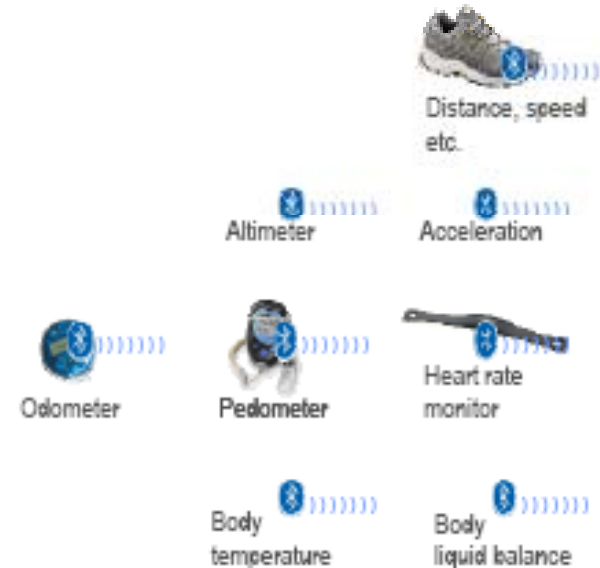 Distance, speed
etc.
Altimeter
Acceleration
Odometer
Pedometer
Heart rate
monitor
Body
temperature
Body
liquid balance